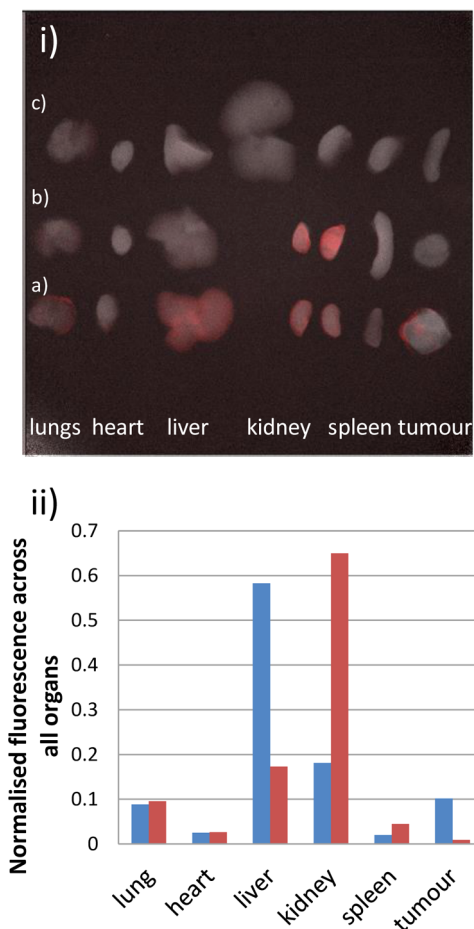 i)
c)
b)
a)
lungs heart liver kidney spleen tumour
ii)
Normalised fluorescence across
all organs
0.7
0.6
0.5
0.4
0.3
0.2
0.1
0
lung heart liver kidney spleen tumour